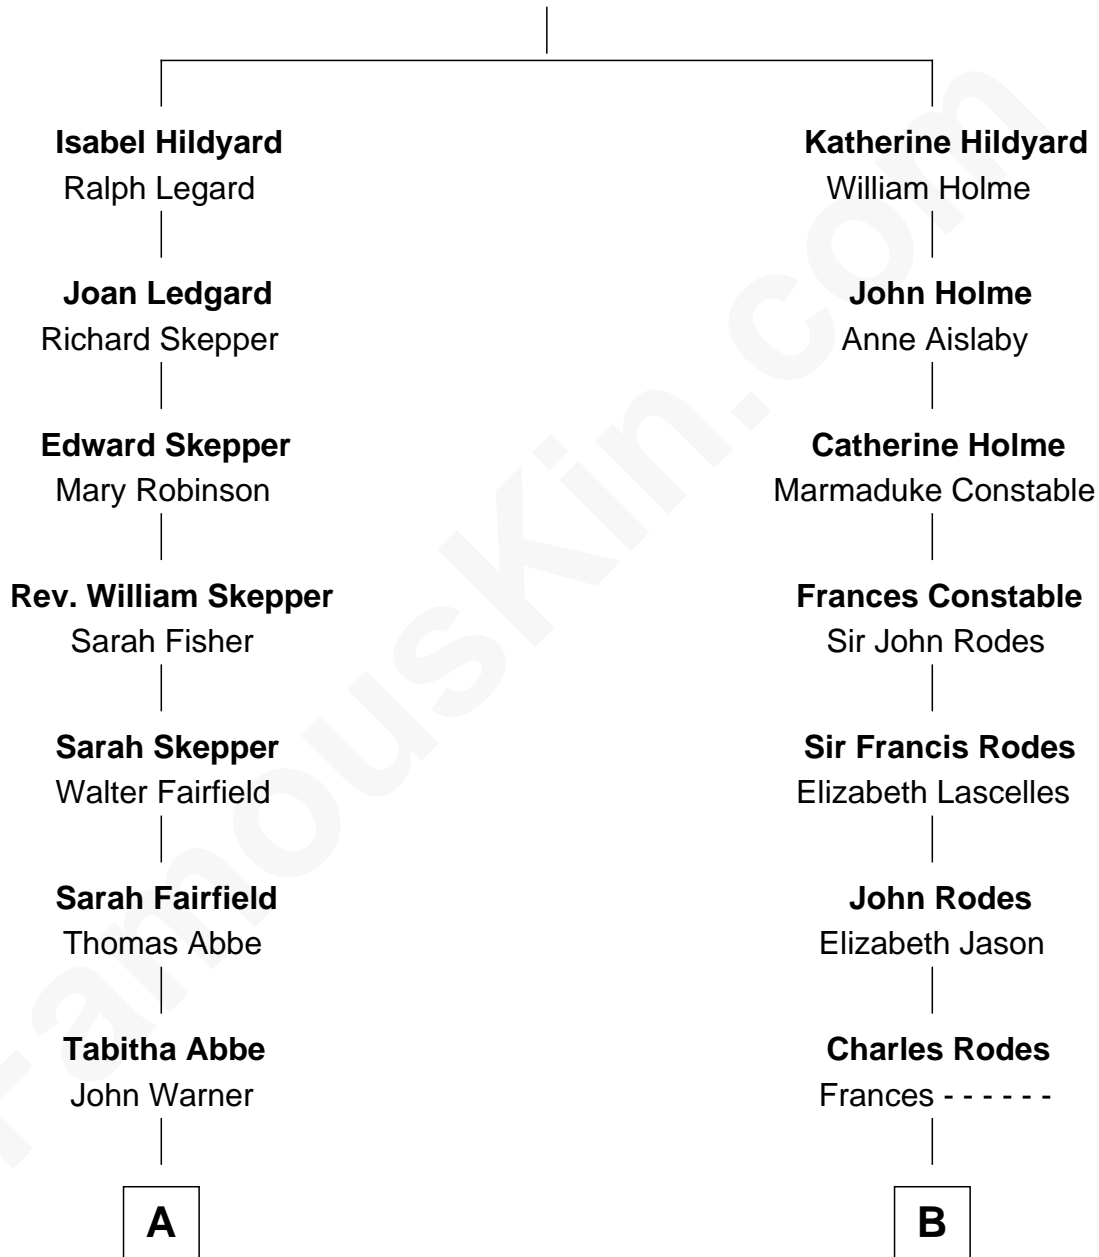 Isabel Hildyard
Ralph Legard
Joan Ledgard
Richard Skepper
Edward Skepper
Mary Robinson
Rev. William Skepper
Sarah Fisher
Sarah Skepper
Walter Fairfield
Sarah Fairfield
Thomas Abbe
Tabitha Abbe
John Warner
A
Katherine Hildyard
William Holme
John Holme
Anne Aislaby
Catherine Holme
Marmaduke Constable
Frances Constable
Sir John Rodes
Sir Francis Rodes
Elizabeth Lascelles
John Rodes
Elizabeth Jason
Charles Rodes
Frances - - - - - -
B
FamousKin.com